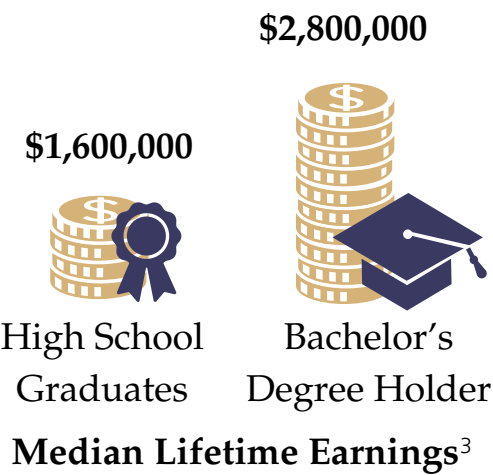 $2,800,000
$1,600,000
$
$
High School
Graduates
Bachelor’s
Degree Holder
Median Lifetime Earnings³